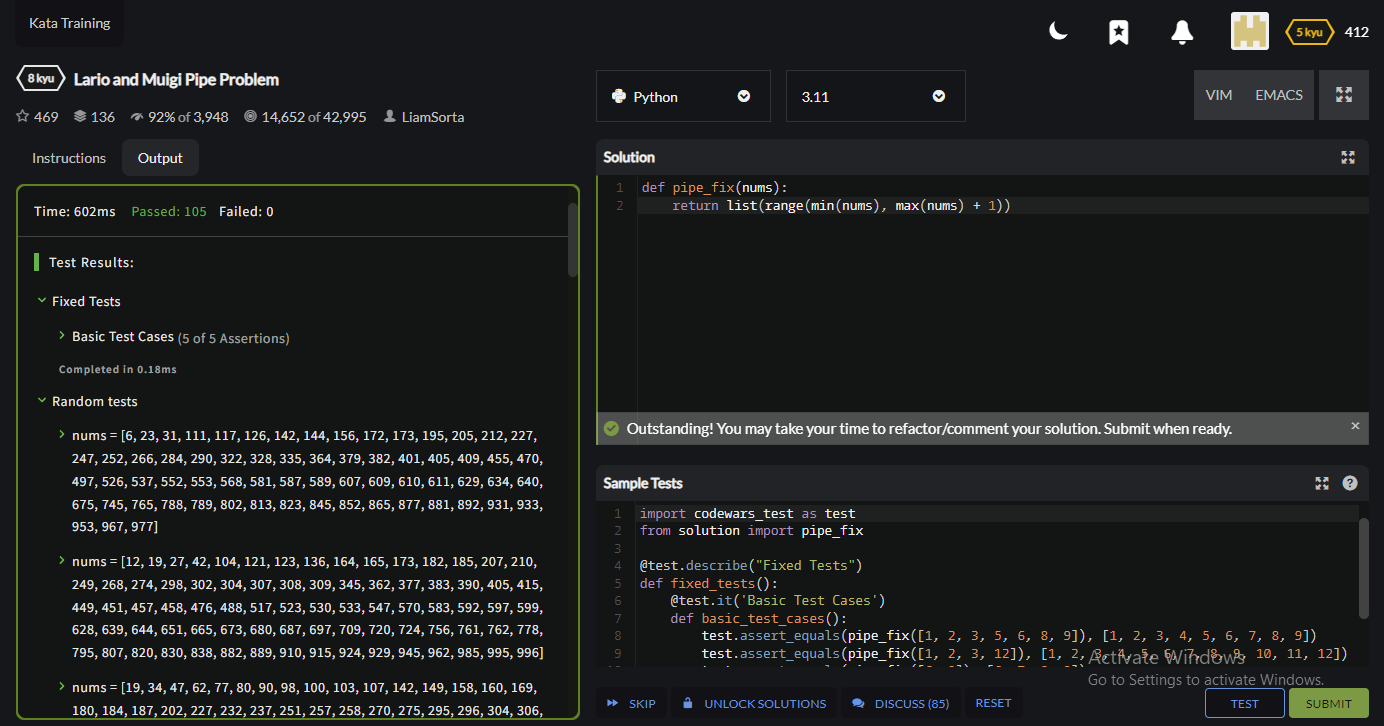 Kata Training
5 kyu 412
8 kyu Lario and Muigi Pipe Problem
469 136 92% of 3,948 14,652 of 42,995 LiamSorta
Instructions Output
Time: 602ms Passed: 105 Failed: 0
Test Results:
Fixed Tests
Basic Test Cases (5 of 5 Assertions)
Completed in 0.18ms
Random tests
nums = [6, 23, 31, 111, 117, 126, 142, 144, 156, 172, 173, 195, 205, 212, 227,
247, 252, 266, 284, 290, 322, 328, 335, 364, 379, 382, 401, 405, 409, 455, 470,
497, 526, 537, 552, 553, 568, 581, 587, 589, 607, 609, 610, 611, 629, 634, 640,
675, 745, 765, 788, 789, 802, 813, 823, 845, 852, 865, 877, 881, 892, 931, 933,
953, 967, 977]
nums = [12, 19, 27, 42, 104, 121, 123, 136, 164, 165, 173, 182, 185, 207, 210,
249, 268, 274, 298, 302, 304, 307, 308, 309, 345, 362, 377, 383, 390, 405, 415,
449, 451, 457, 458, 476, 488, 517, 523, 530, 533, 547, 570, 583, 592, 597, 599,
628, 639, 644, 651, 665, 673, 680, 687, 697, 709, 720, 724, 756, 761, 762, 778,
795, 807, 820, 830, 838, 882, 889, 910, 915, 924, 929, 945, 962, 985, 995, 996]
nums = [19, 34, 47, 62, 77, 80, 90, 98, 100, 103, 107, 142, 149, 158, 160, 169,
180, 184, 187, 202, 227, 232, 237, 251, 257, 258, 270, 275, 295, 296, 304, 306,
Python 3.11
VIM EMACS
Solution
1 def pipe_fix(nums):
2 return list(range(min(nums), max(nums) + 1))
Outstanding! You may take your time to refactor/comment your solution. Submit when ready.
Sample Tests
1 import codewars_test as test
2 from solution import pipe_fix
3
4 @test.describe("Fixed Tests")
5 def fixed_tests():
6 @test.it('Basic Test Cases')
7 def basic_test_cases():
8 test.assert_equals(pipe_fix([1, 2, 3, 5, 6, 8, 9]), [1, 2, 3, 4, 5, 6, 7, 8, 9])
9 test.assert_equals(pipe_fix([1, 2, 3, 12]), [1, 2, 3, 4, 5, 6, 7, 8, 9, 10, 11, 12])
Activate Windows
Go to Settings to activate Windows.
SKIP UNLOCK SOLUTIONS DISCUSS (85) RESET TEST SUBMIT